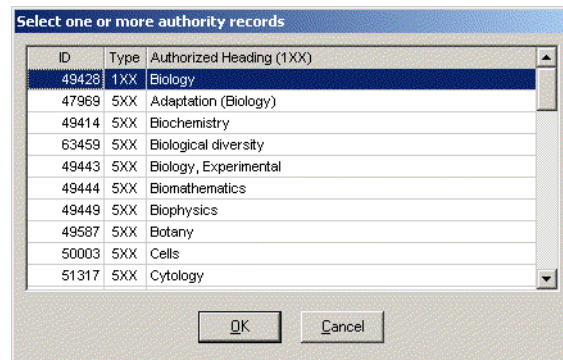 Select one or more authority records
ID Type Authorized Heading (1XX)
49428 1XX Biology
47969 5XX Adaptation (Biology)
49414 5XX Biochemistry
63459 5XX Biological diversity
49443 5XX Biology, Experimental
49444 5XX Biomathematics
49449 5XX Biophysics
49587 5XX Botany
50003 5XX Cells
51317 5XX Cytology
OK Cancel